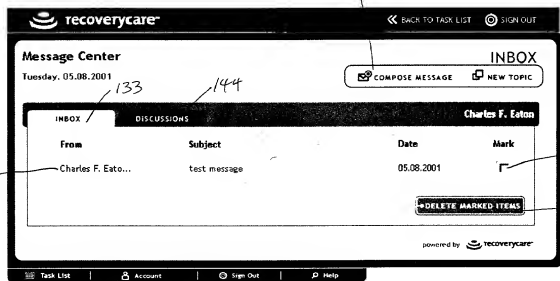 recoverycare™ BACK TO TASK LIST SIGN OUT
Message Center INBOX
Tuesday, 05.08.2001 COMPOSE MESSAGE NEW TOPIC
133 144
INBOX DISCUSSIONS Charles F. Eaton
From Subject Date Mark
Charles F. Eato... test message 05.08.2001
DELETE MARKED ITEMS
powered by recoverycare™
Task List | Account | Sign Out | Help